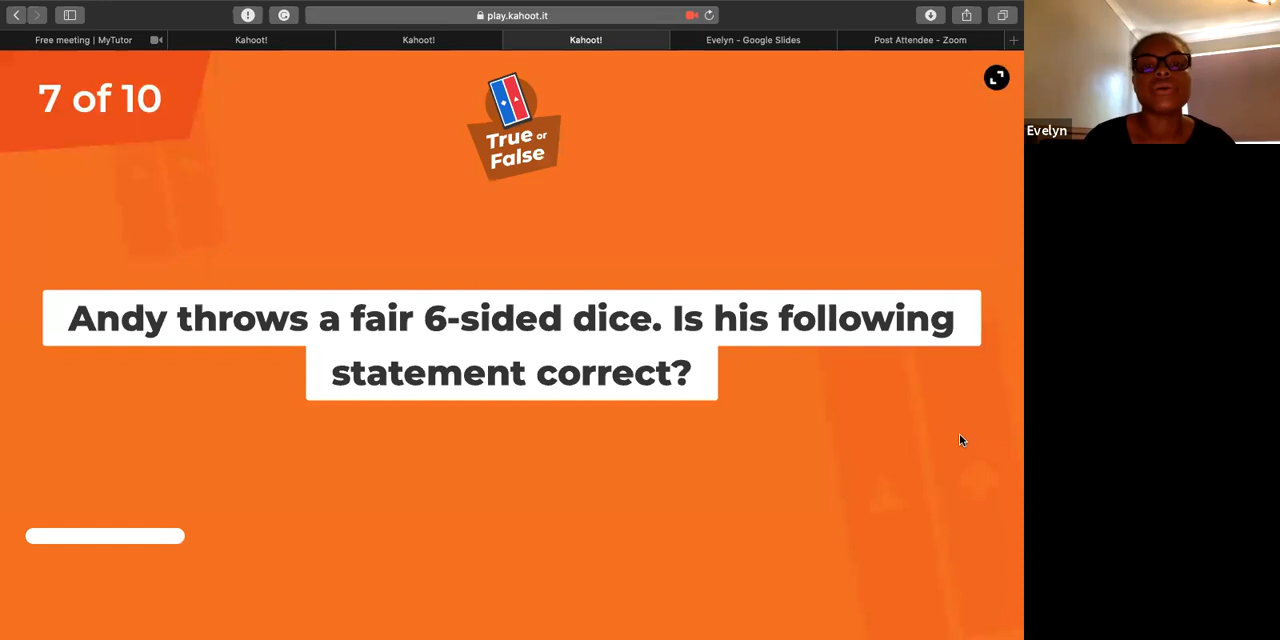 play.kahoot.it
Free meeting | MyTutor
Kahoot!
Kahoot!
Kahoot!
Evelyn - Google Slides
Post Attendee - Zoom
7 of 10
True or
False
Evelyn
Andy throws a fair 6-sided dice. Is his following
statement correct?